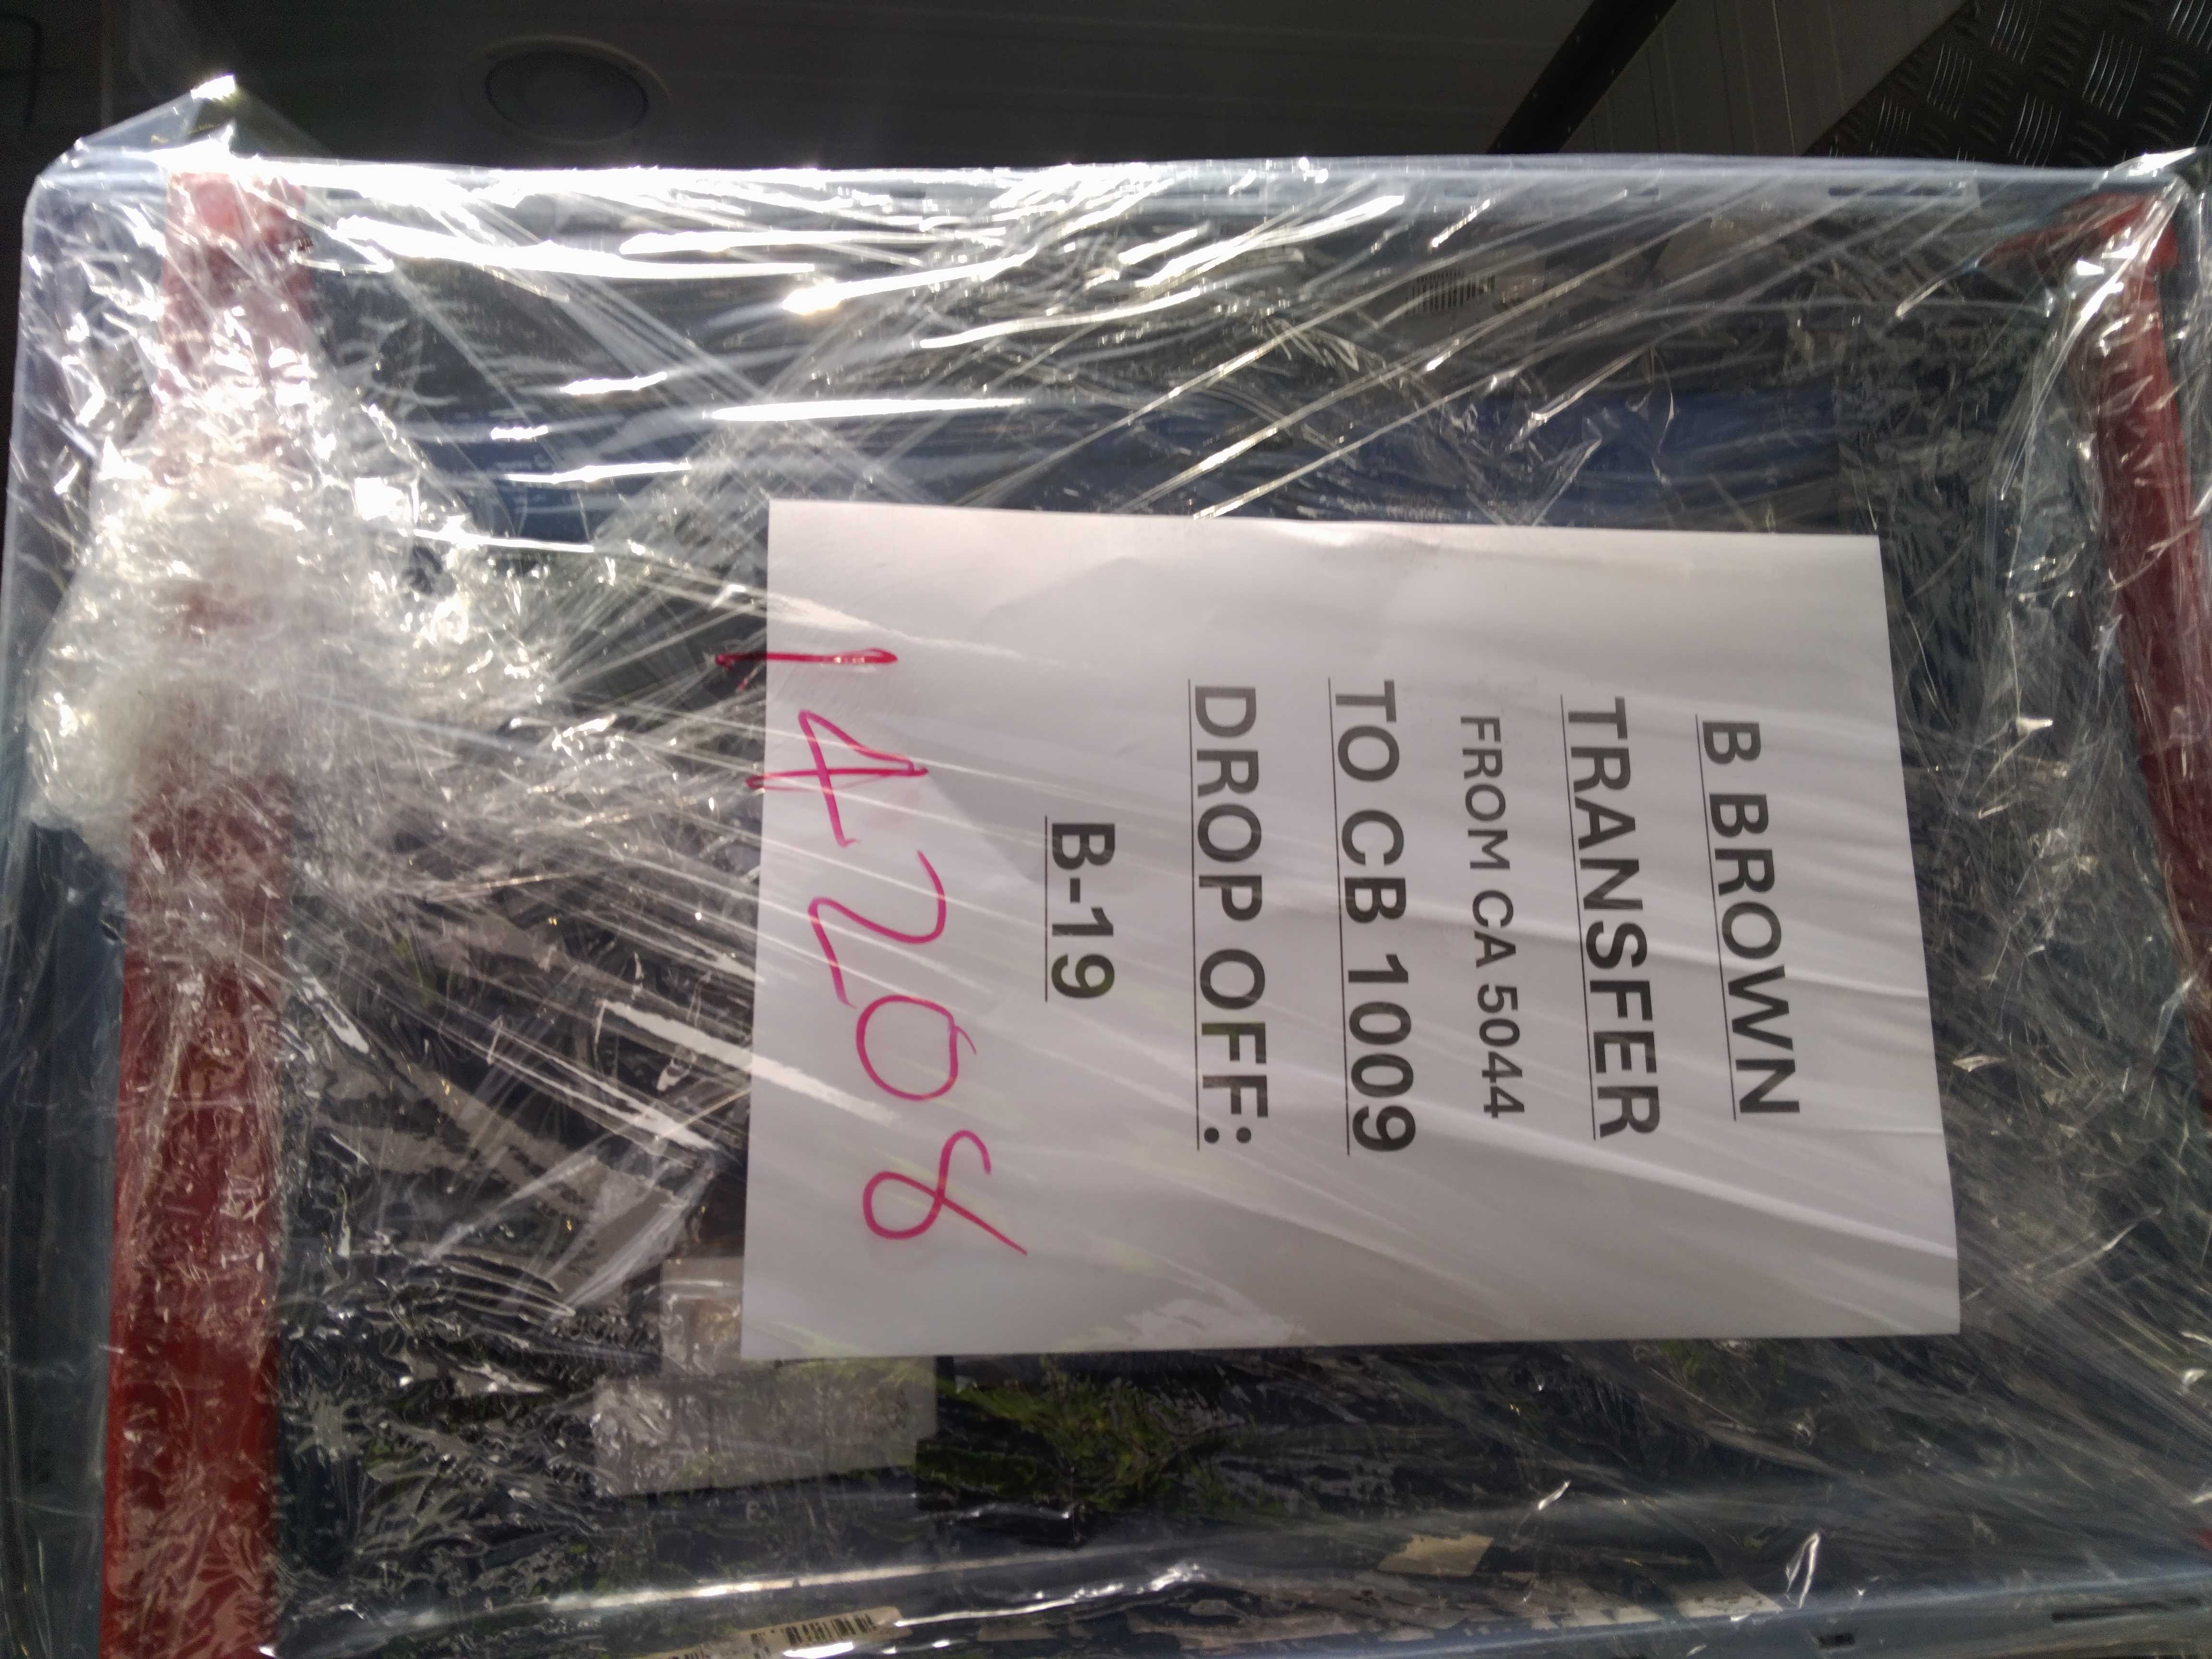 B BROWN
TRANSFER
FROM CA 5044
TO CB 1009
DROP OFF:
B-19
14208